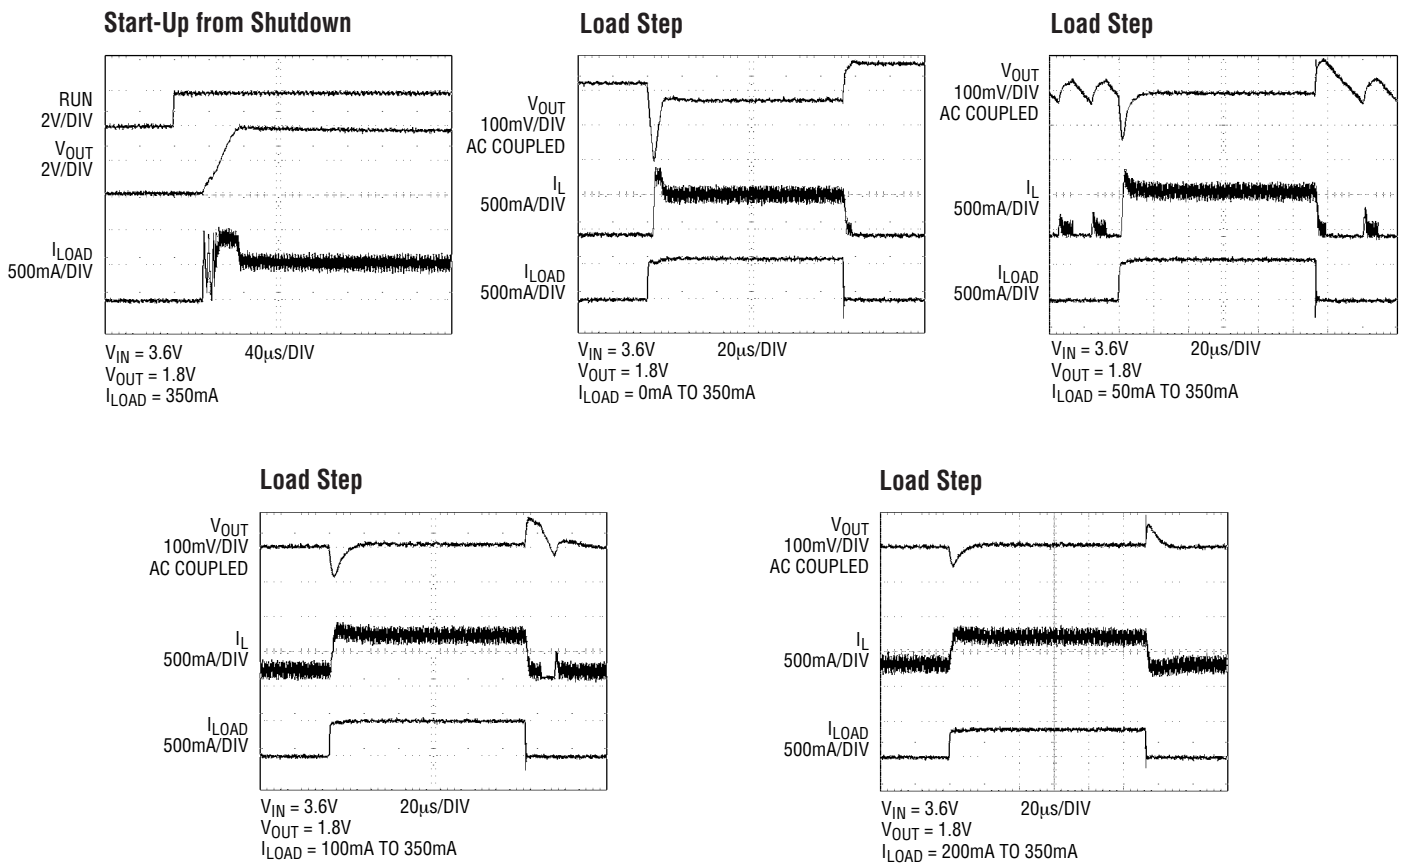 Start-Up from Shutdown
RUN
2V/DIV
VOUT
2V/DIV
ILOAD
500mA/DIV
VIN = 3.6V
40µs/DIV
VOUT = 1.8V
ILOAD = 350mA
Load Step
VOUT
100mV/DIV
AC COUPLED
IL
500mA/DIV
ILOAD
500mA/DIV
VIN = 3.6V
20µs/DIV
VOUT = 1.8V
ILOAD = 0mA TO 350mA
Load Step
VOUT
100mV/DIV
AC COUPLED
IL
500mA/DIV
ILOAD
500mA/DIV
VIN = 3.6V
20µs/DIV
VOUT = 1.8V
ILOAD = 50mA TO 350mA
Load Step
VOUT
100mV/DIV
AC COUPLED
IL
500mA/DIV
ILOAD
500mA/DIV
VIN = 3.6V
20µs/DIV
VOUT = 1.8V
ILOAD = 100mA TO 350mA
Load Step
VOUT
100mV/DIV
AC COUPLED
IL
500mA/DIV
ILOAD
500mA/DIV
VIN = 3.6V
20µs/DIV
VOUT = 1.8V
ILOAD = 200mA TO 350mA